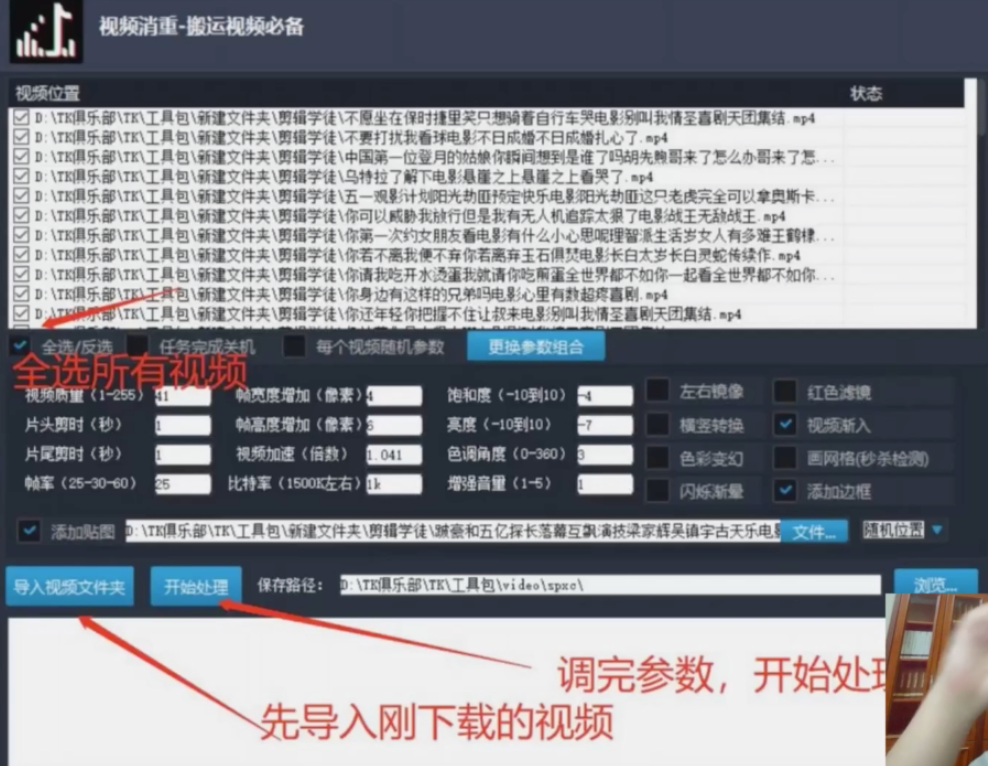 视频消重-搬运视频必备
视频位置 状态
D:\TK俱乐部\TK\工具包\新建文件夹\剪辑学徒\不愿坐在保时捷里笑只想骑着自行车哭电影别叫我情圣喜剧天团集结.mp4
D:\TK俱乐部\TK\工具包\新建文件夹\剪辑学徒\不要打扰我看球电影不日成婚不日成婚扎心了.mp4
D:\TK俱乐部\TK\工具包\新建文件夹\剪辑学徒\中国第一位登月的姑娘你瞬间想到是谁了吗胡先煦哥来了怎么办哥来了怎...
D:\TK俱乐部\TK\工具包\新建文件夹\剪辑学徒\乌特拉了解下电影悬崖之上悬崖之上看哭了.mp4
D:\TK俱乐部\TK\工具包\新建文件夹\剪辑学徒\五一观影计划阳光劫匪预定快乐电影阳光劫匪这只老虎完全可以拿奥斯卡...
D:\TK俱乐部\TK\工具包\新建文件夹\剪辑学徒\你可以威胁我放行但是我有无人机追踪太狠了电影战王无敌战王.mp4
D:\TK俱乐部\TK\工具包\新建文件夹\剪辑学徒\你第一次约女朋友看电影有什么小心思呢理智派生活岁女人有多难王鹤棣...
D:\TK俱乐部\TK\工具包\新建文件夹\剪辑学徒\你若不离我便不弃你若离弃玉石俱焚电影长白太岁长白灵蛇传续作.mp4
D:\TK俱乐部\TK\工具包\新建文件夹\剪辑学徒\你请我吃开水烫蛋我就请你吃煎蛋全世界都不如你一起看全世界都不如你...
D:\TK俱乐部\TK\工具包\新建文件夹\剪辑学徒\你身边有这样的兄弟吗电影心里有数超疼喜剧.mp4
D:\TK俱乐部\TK\工具包\新建文件夹\剪辑学徒\你还年轻你把握不住让叔来电影别叫我情圣喜剧天团集结.mp4
全选/反选 任务完成关机 每个视频随机参数 更换参数组合
全选所有视频
视频质量（1-255） 41 帧宽度增加（像素） 4 饱和度（-10到10） -4 左右镜像 红色滤镜
片头剪时（秒） 1 帧高度增加（像素） 6 亮度（-10到10） -7 横竖转换 视频渐入
片尾剪时（秒） 1 视频加速（倍数） 1.041 色调角度（0-360） 3 色彩变幻 画网格(秒杀检测)
帧率（25-30-60） 25 比特率（1500K左右） 1k 增强音量（1-5） 1 闪烁渐晕 添加边框
添加贴图 D:\TK俱乐部\TK\工具包\新建文件夹\剪辑学徒\跛豪和五亿探长落幕互飙演技梁家辉吴镇宇古天乐电影 文件... 随机位置
导入视频文件夹 开始处理 保存路径： D:\TK俱乐部\TK\工具包\video\spxc\ 浏览...
调完参数，开始处理
先导入刚下载的视频